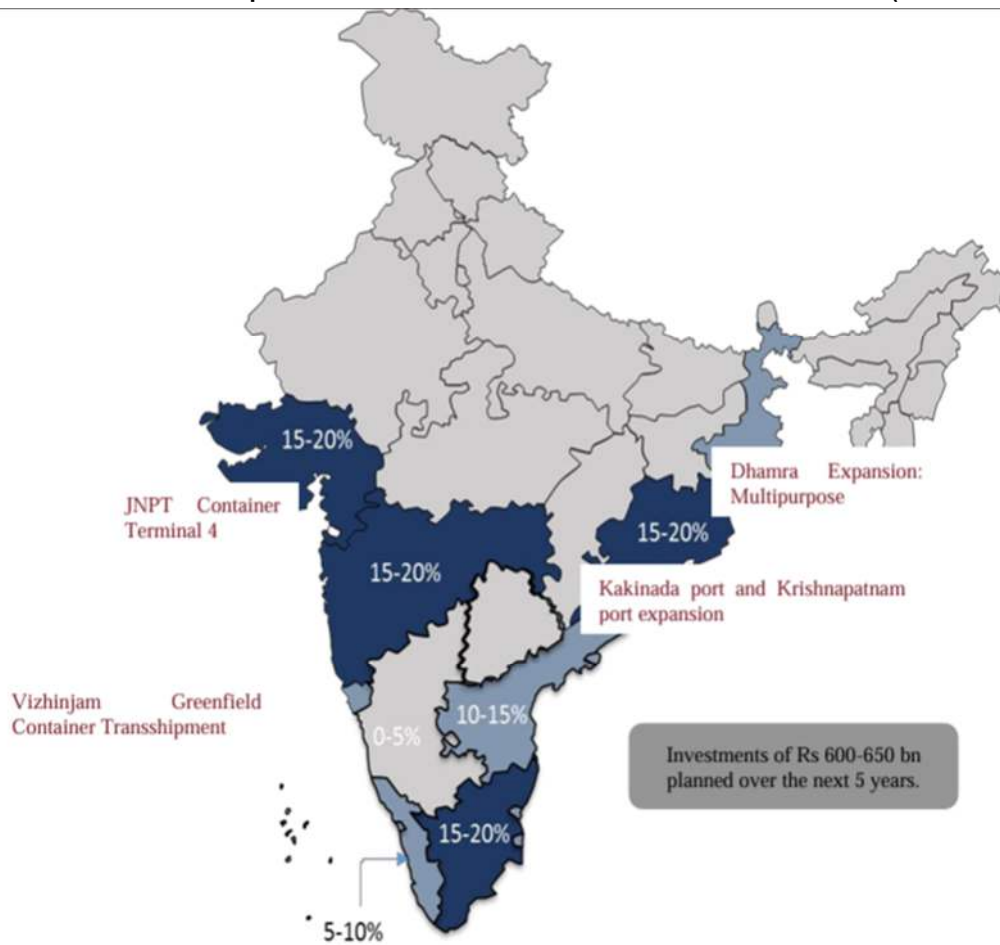 15-20%
JNPT Container
Terminal 4
15-20%
Dhamra Expansion:
Multipurpose
15-20%
Kakinada port and Krishnapatnam
port expansion
Vizhinjam Greenfield
Container Transshipment
10-15%
0-5%
Investments of Rs 600-650 bn
planned over the next 5 years.
15-20%
5-10%